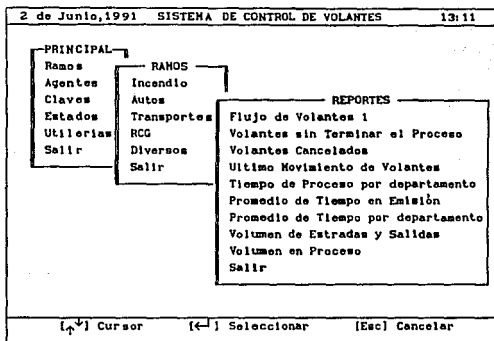 2 de Junio,1991 SISTEMA DE CONTROL DE VOLANTES 13:11
PRINCIPAL
Ramos
Agentes
Claves
Estados
Utilerias
Salir
RAMOS
Incendio
Autos
Transportes
RCG
Diversos
Salir
REPORTES
Flujo de Volantes 1
Volantes sin Terminar el Proceso
Volantes Cancelados
Ultimo Movimiento de Volantes
Tiempo de Proceso por departamento
Promedio de Tiempo en Emisión
Promedio de Tiempo por departamento
Volumen de Estradas y Salidas
Volumen en Proceso
Salir
[↑↓] Cursor [←┘] Seleccionar [Esc] Cancelar